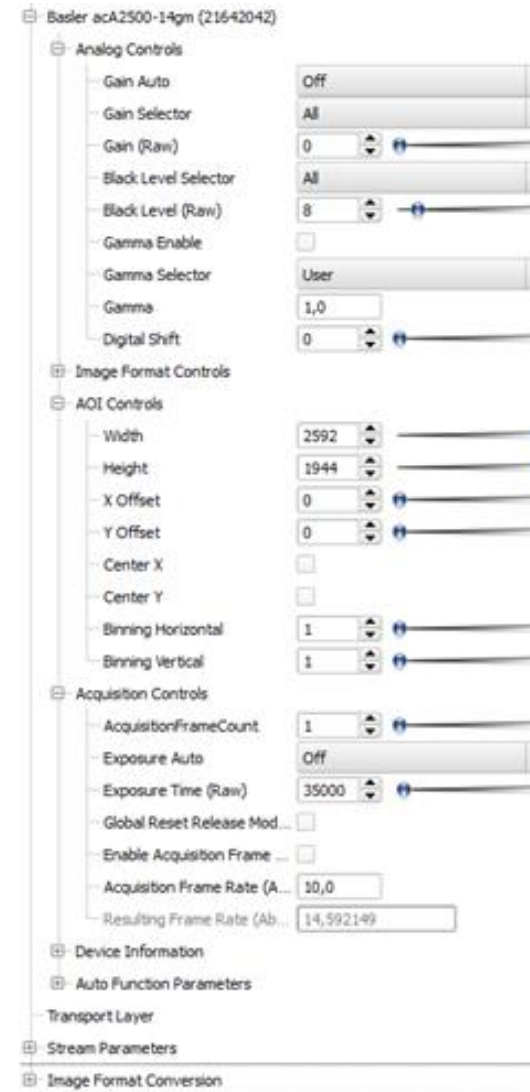 Basler acA2500-14gm (21642042)
Analog Controls
Gain Auto Off
Gain Selector All
Gain (Raw) 0
Black Level Selector All
Black Level (Raw) 8
Gamma Enable
Gamma Selector User
Gamma 1,0
Digital Shift 0
Image Format Controls
AOI Controls
Width 2592
Height 1944
X Offset 0
Y Offset 0
Center X
Center Y
Binning Horizontal 1
Binning Vertical 1
Acquisition Controls
AcquisitionFrameCount 1
Exposure Auto Off
Exposure Time (Raw) 35000
Global Reset Release Mod...
Enable Acquisition Frame ...
Acquisition Frame Rate (A... 10,0
Resulting Frame Rate (Ab... 14,592149
Device Information
Auto Function Parameters
Transport Layer
Stream Parameters
Image Format Conversion